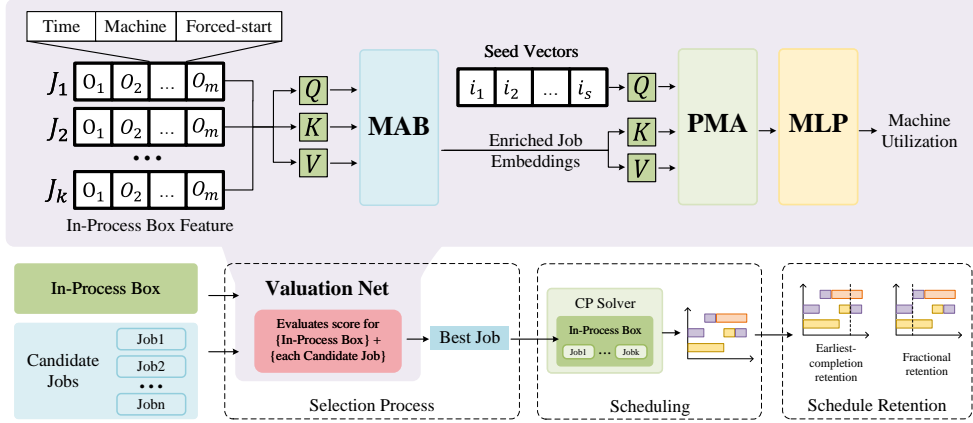 Time Machine Forced-start
J1 O1 O2 ... Om
J2 O1 O2 ... Om
•••
Jk O1 O2 ... Om
In-Process Box Feature
Q
K
V
MAB
Seed Vectors
i1 i2 ... is
Enriched Job
Embeddings
Q
K
V
PMA
MLP
Machine
Utilization
In-Process Box
Candidate
Jobs
Job1
Job2
•••
Jobn
Valuation Net
Evaluates score for
{In-Process Box} +
{each Candidate Job}
Best Job
Selection Process
CP Solver
In-Process Box
Job1 ... Jobk
Scheduling
Earliest-
completion
retention
Fractional
retention
Schedule Retention